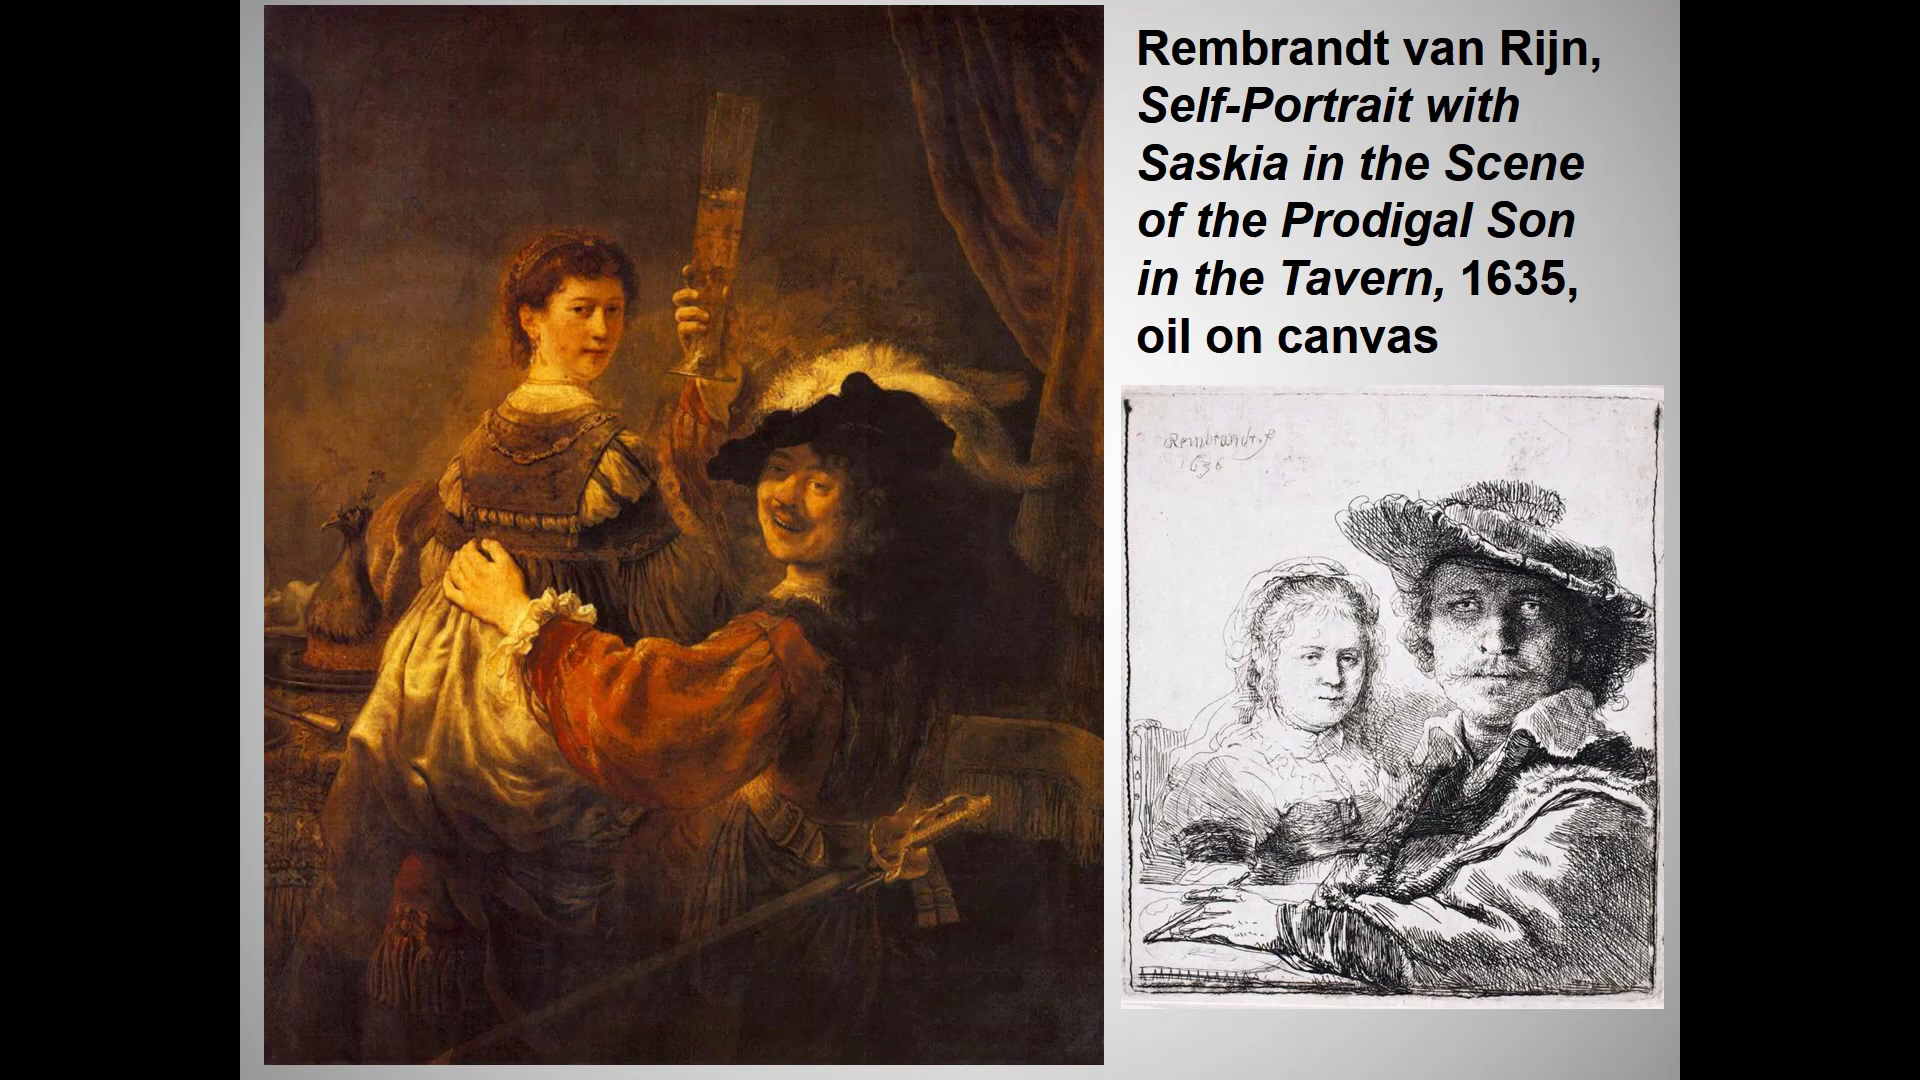 Rembrandt van Rijn,
Self-Portrait with
Saskia in the Scene
of the Prodigal Son
in the Tavern, 1635,
oil on canvas
Rembrandt. f
1636